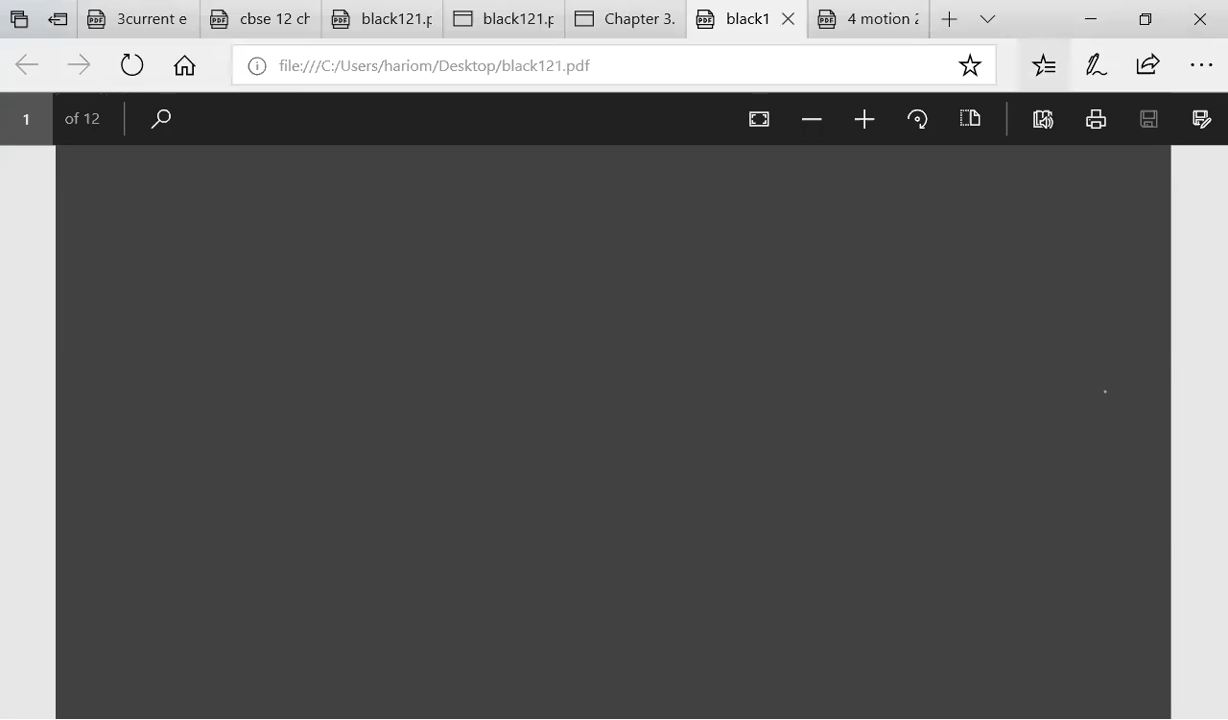 3current e
cbse 12 ch
black121.p
black121.p
Chapter 3.
black1
4 motion 2
file:///C:/Users/hariom/Desktop/black121.pdf
1 of 12